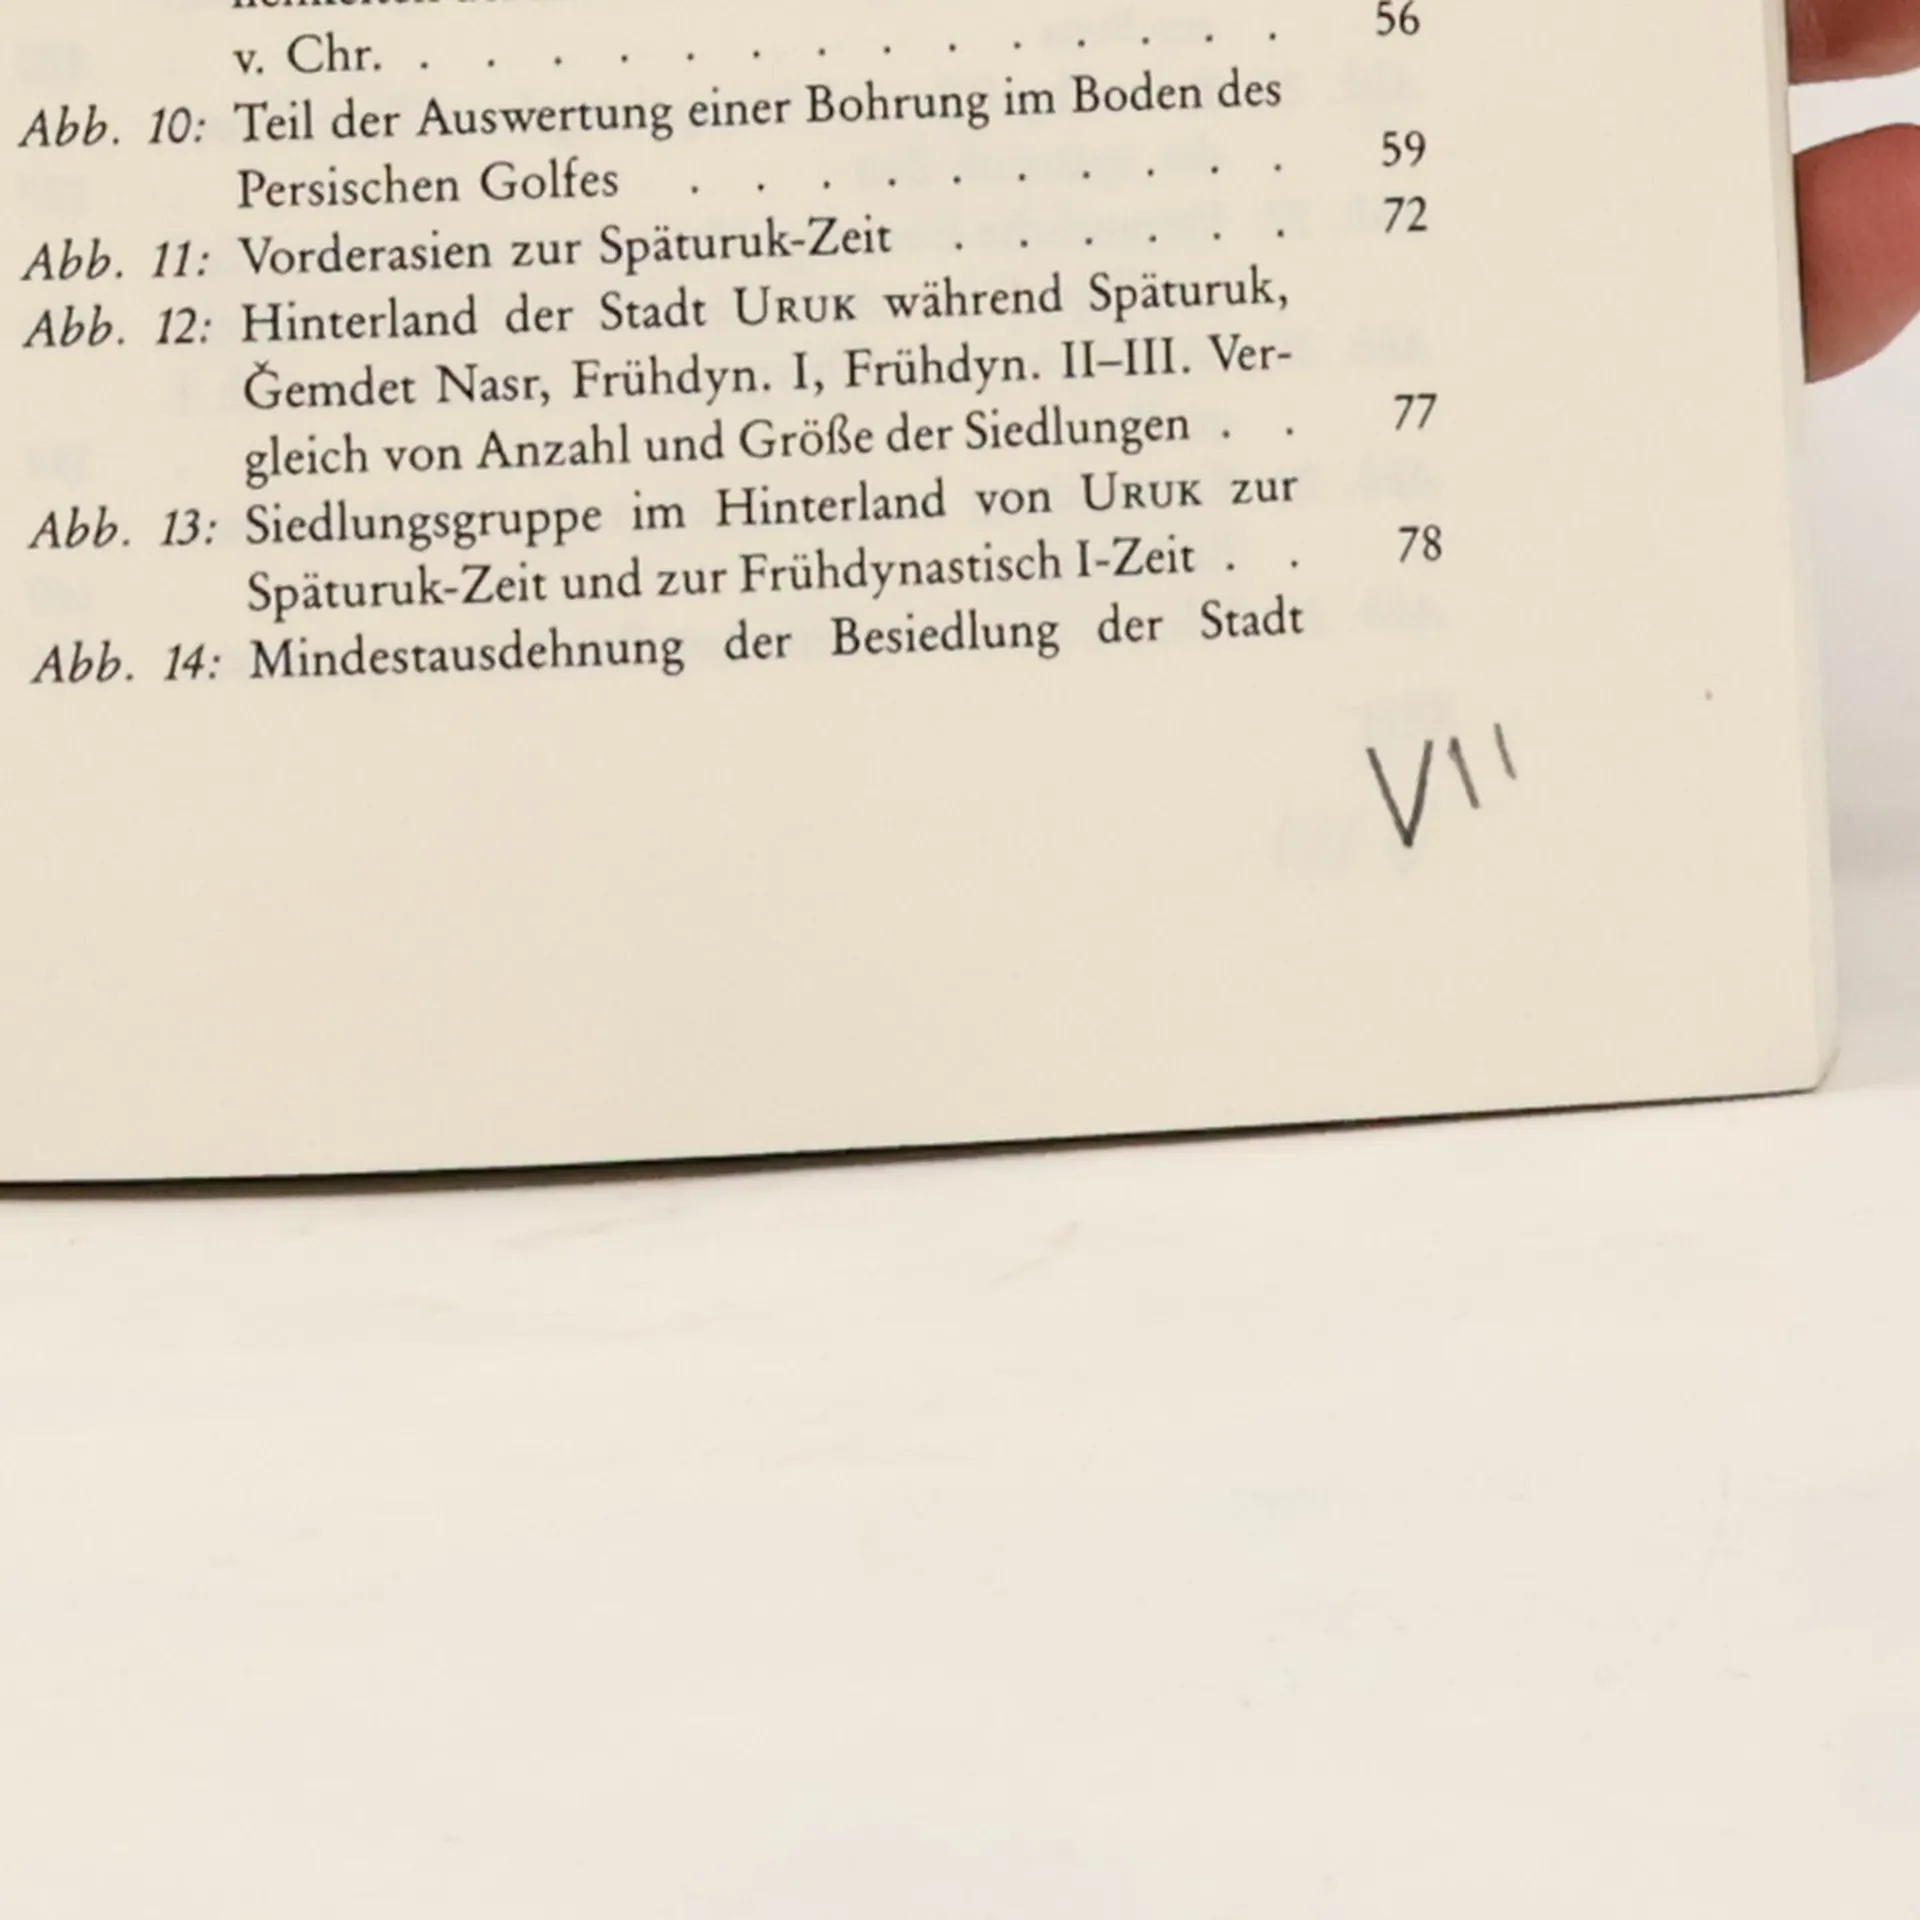 v. Chr. . . . . . . . . . . . . . . 56
Abb. 10: Teil der Auswertung einer Bohrung im Boden des
Persischen Golfes . . . . . . . . . . 59
Abb. 11: Vorderasien zur Späturuk-Zeit . . . . . . 72
Abb. 12: Hinterland der Stadt URUK während Späturuk,
Ǧemdet Nasr, Frühdyn. I, Frühdyn. II–III. Ver-
gleich von Anzahl und Größe der Siedlungen . . 77
Abb. 13: Siedlungsgruppe im Hinterland von URUK zur
Späturuk-Zeit und zur Frühdynastisch I-Zeit . . 78
Abb. 14: Mindestausdehnung der Besiedlung der Stadt
VII